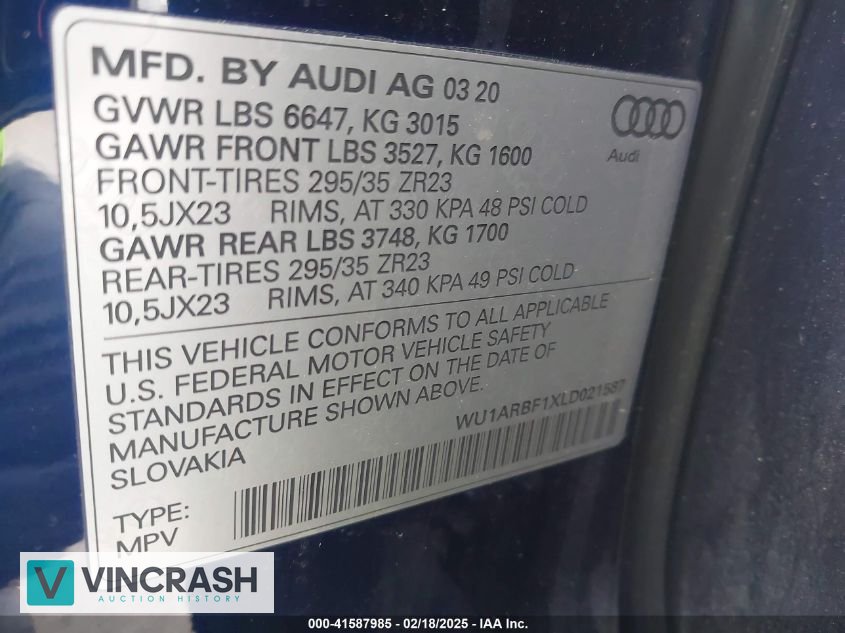 MFD. BY AUDI AG 03 20
GVWR LBS 6647, KG 3015
GAWR FRONT LBS 3527, KG 1600
FRONT-TIRES 295/35 ZR23
10,5JX23 RIMS, AT 330 KPA 48 PSI COLD
GAWR REAR LBS 3748, KG 1700
REAR-TIRES 295/35 ZR23
10,5JX23 RIMS, AT 340 KPA 49 PSI COLD
Audi
THIS VEHICLE CONFORMS TO ALL APPLICABLE
U.S. FEDERAL MOTOR VEHICLE SAFETY
STANDARDS IN EFFECT ON THE DATE OF
MANUFACTURE SHOWN ABOVE.
SLOVAKIA
WU1ARBF1XLD021587
TYPE:
MPV
V
VINCRASH
AUCTION HISTORY
000-41587985 - 02/18/2025 - IAA Inc.